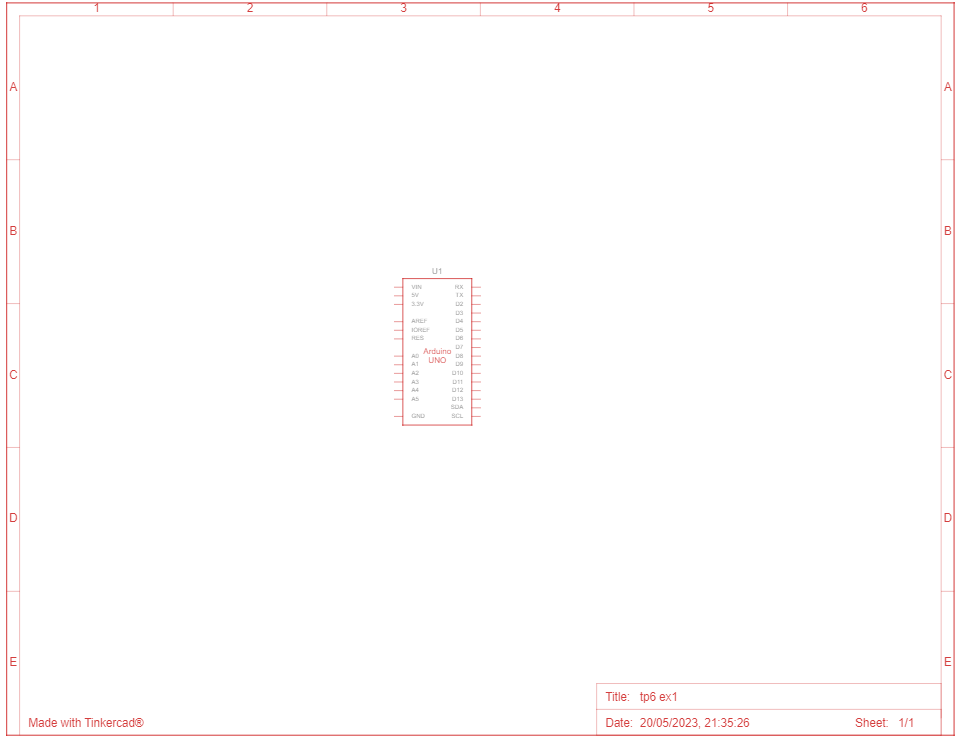 1 2 3 4 5 6
A A
B B
U1
VIN RX
5V TX
3.3V D2
D3
AREF D4
IOREF D5
RES D6
D7
Arduino
A0 D8
UNO
A1 D9
C C
A2 D10
A3 D11
A4 D12
A5 D13
SDA
GND SCL
D D
E E
Title: tp6 ex1
Made with Tinkercad®
Date: 20/05/2023, 21:35:26 Sheet: 1/1